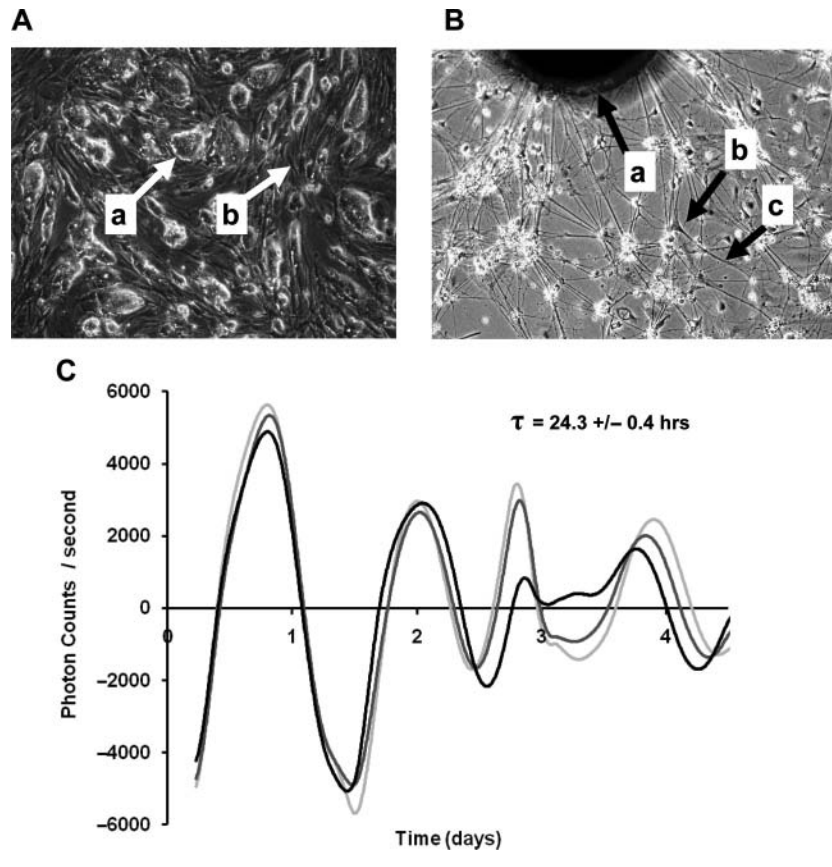 A
B
a
b
a
b
c
C
6000
4000
2000
0
–2000
–4000
–6000
0
1
2
3
4
Photon Counts / second
Time (days)
τ = 24.3 +/– 0.4 hrs